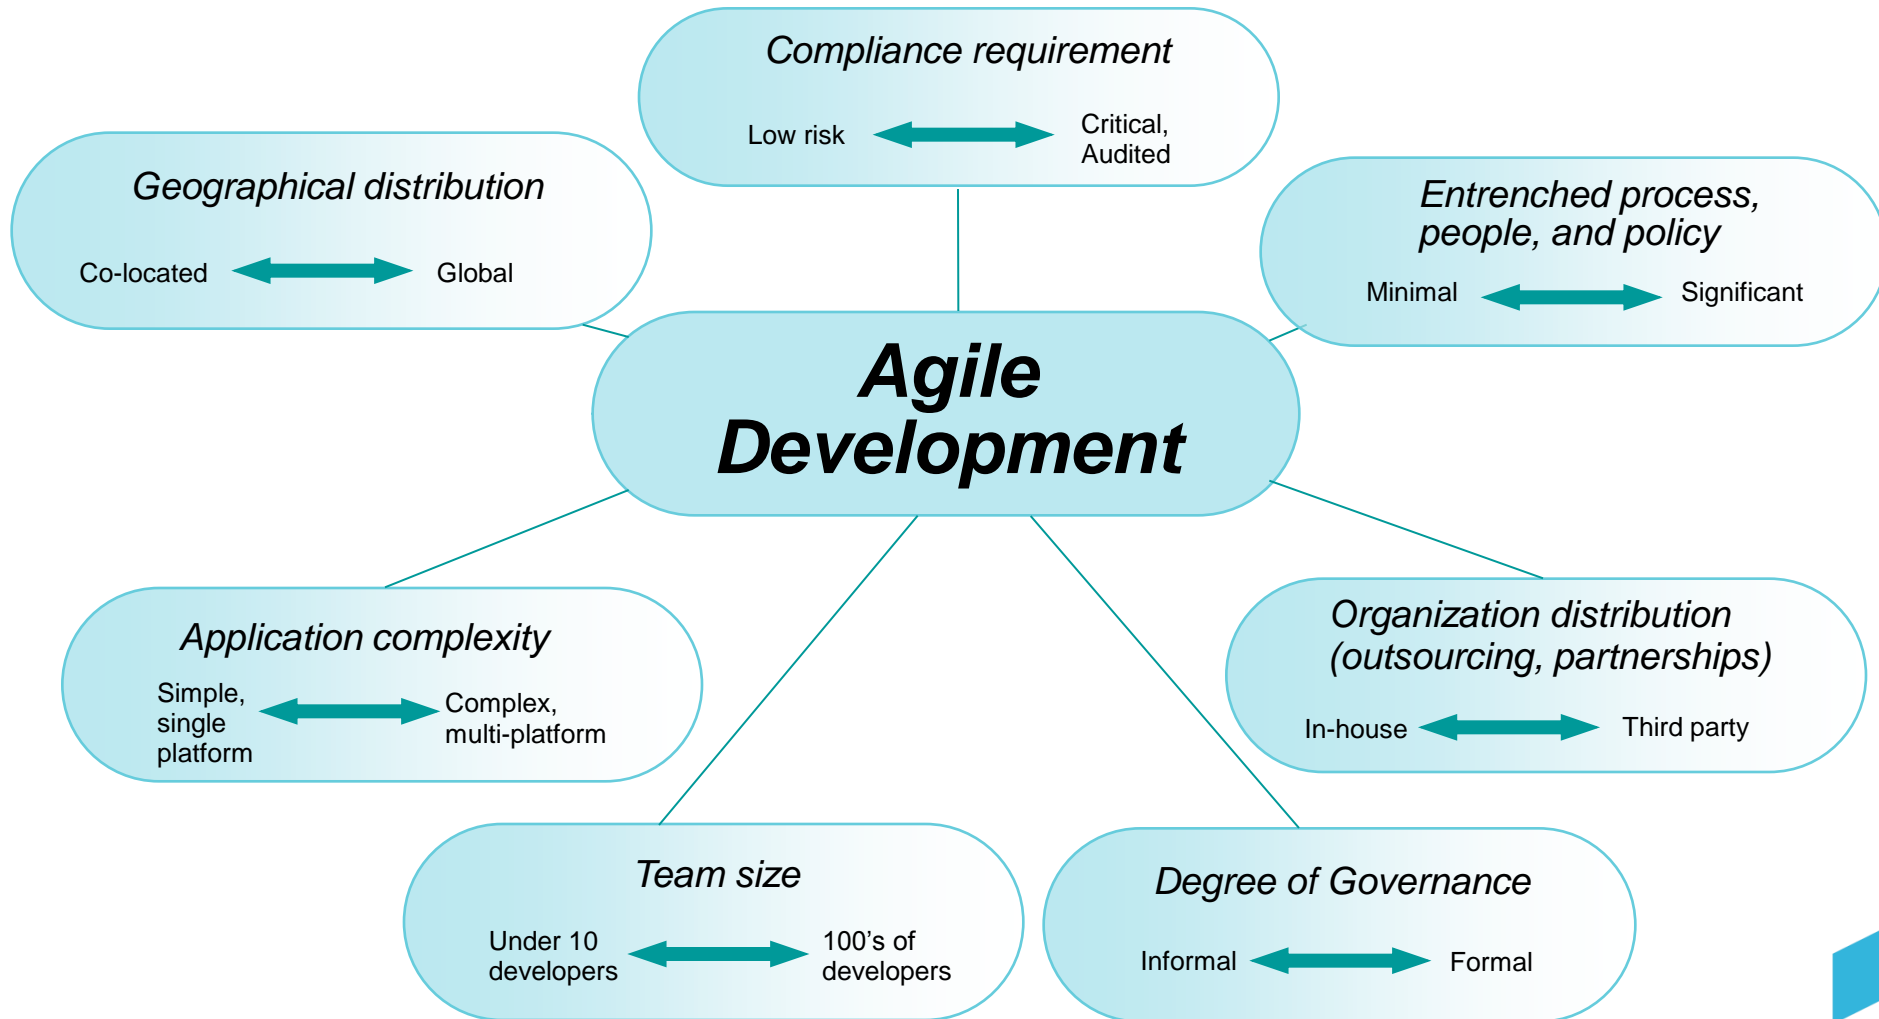 Compliance requirement
Low risk
Critical,
Audited
Geographical distribution
Co-located
Global
Entrenched process,
people, and policy
Minimal
Significant
Agile
Development
Application complexity
Simple,
single
platform
Complex,
multi-platform
Organization distribution
(outsourcing, partnerships)
In-house
Third party
Team size
Under 10
developers
100’s of
developers
Degree of Governance
Informal
Formal